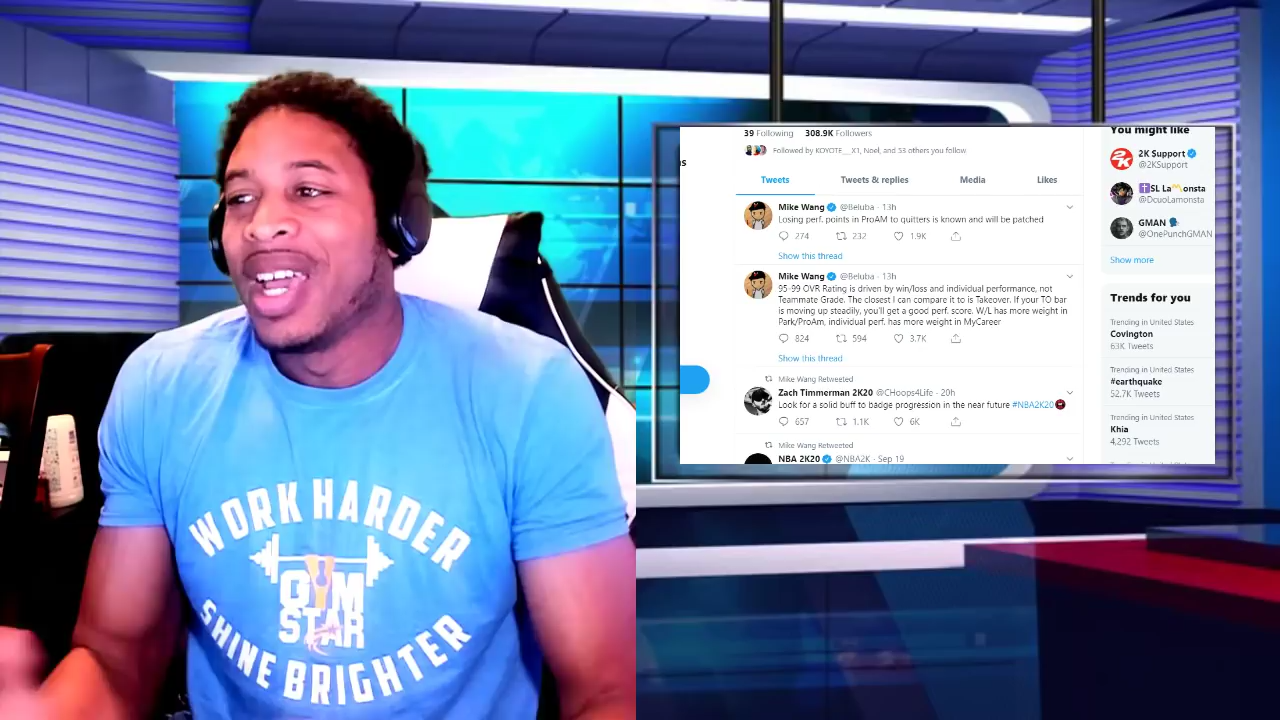 WORK HARDER
GYM
STAR
SHINE BRIGHTER
39 Following 308.9K Followers
Followed by KOYOTE__X1, Noel, and 53 others you follow
Tweets Tweets & replies Media Likes
Mike Wang @Beluba · 13h
Losing perf. points in ProAM to quitters is known and will be patched
274 232 1.9K
Show this thread
Mike Wang @Beluba · 13h
95-99 OVR Rating is driven by win/loss and individual performance, not
Teammate Grade. The closest I can compare it to is Takeover. If your TO bar
is moving up steadily, you'll get a good perf. score. W/L has more weight in
Park/ProAm, individual perf. has more weight in MyCareer
824 594 3.7K
Show this thread
Mike Wang Retweeted
Zach Timmerman 2K20 @CHoops4Life · 20h
Look for a solid buff to badge progression in the near future #NBA2K20
657 1.1K 6K
Mike Wang Retweeted
NBA 2K20 @NBA2K · Sep 19
You might like
2K
2K Support
@2KSupport
SL La onsta
@DcuoLamonsta
GMAN
@OnePunchGMAN
Show more
Trends for you
Trending in United States
Covington
63K Tweets
Trending in United States
#earthquake
52.7K Tweets
Trending in United States
Khia
4,292 Tweets